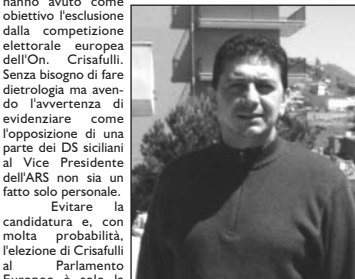 hanno avuto come
obiettivo l'esclusione
dalla competizione
elettorale europea
dell'On. Crisafulli.
Senza bisogno di fare
dietrologia ma aven-
do l'avvertenza di
evidenziare come
l'opposizione di una
parte dei DS siciliani
al Vice Presidente
dell'ARS non sia un
fatto solo personale.
Evitare la
candidatura e, con
molta probabilità,
l'elezione di Crisafulli
al Parlamento
Europeo è solo la